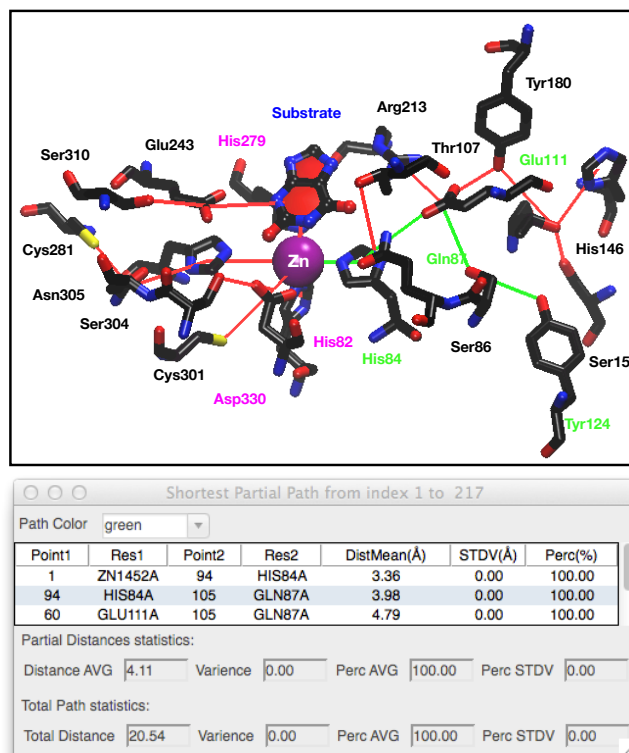 Tyr180
Substrate
Arg213
Glu243
His279
Thr107
Glu111
Ser310
Cys281
Zn
Gln87
His146
Asn305
Ser304
His82
His84
Ser86
Cys301
Ser15
Asp330
Tyr124
Shortest Partial Path from index 1 to 217
Path Color green
Point1 Res1 Point2 Res2 DistMean(Å) STDV(Å) Perc(%)
1 ZN1452A 94 HIS84A 3.36 0.00 100.00
94 HIS84A 105 GLN87A 3.98 0.00 100.00
60 GLU111A 105 GLN87A 4.79 0.00 100.00
Partial Distances statistics:
Distance AVG 4.11 Varience 0.00 Perc AVG 100.00 Perc STDV 0.00
Total Path statistics:
Total Distance 20.54 Varience 0.00 Perc AVG 100.00 Perc STDV 0.00